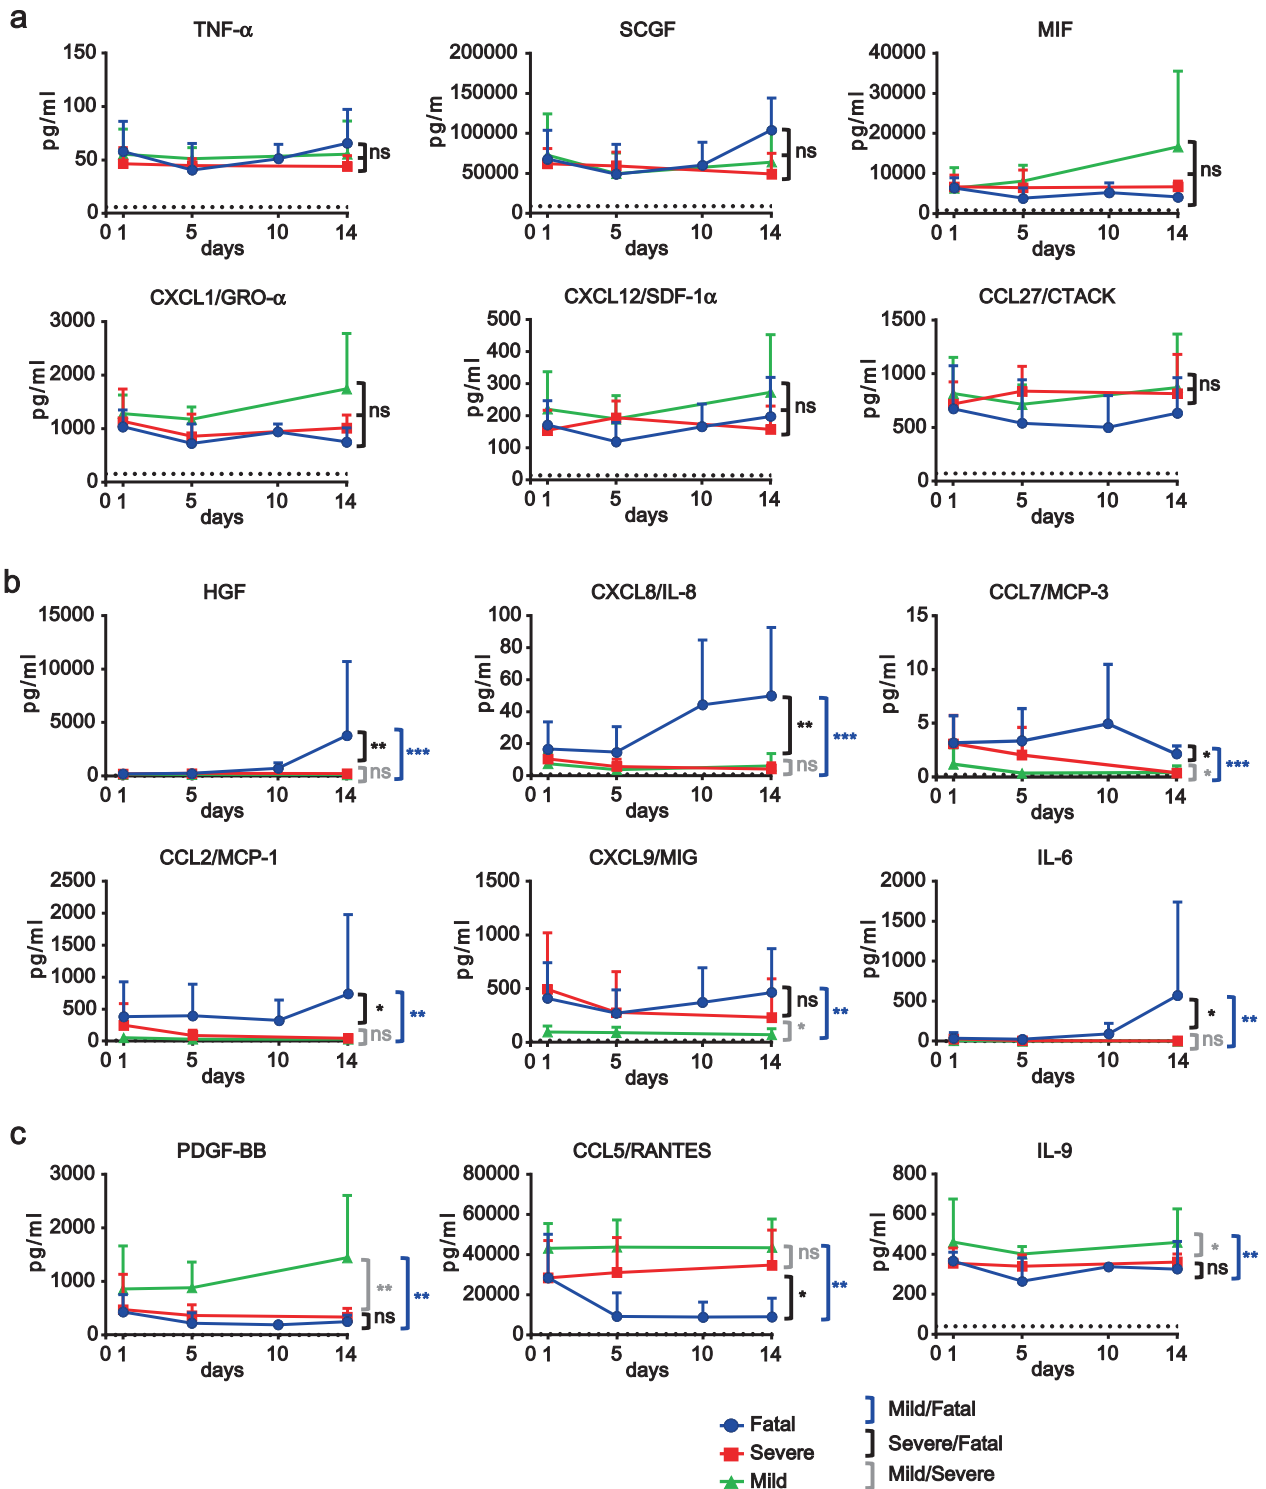 a
TNF-α
SCGF
MIF
150
100
50
0
pg/ml
ns
0 1 5 10 14
days
200000
150000
100000
50000
0
pg/m
ns
0 1 5 10 14
days
40000
30000
20000
10000
0
pg/ml
ns
0 1 5 10 14
days
CXCL1/GRO-α
CXCL12/SDF-1α
CCL27/CTACK
3000
2000
1000
0
pg/ml
ns
0 1 5 10 14
days
500
400
300
200
100
0
pg/ml
ns
0 1 5 10 14
days
1500
1000
500
0
pg/ml
ns
0 1 5 10 14
days
b
HGF
CXCL8/IL-8
CCL7/MCP-3
15000
10000
5000
0
pg/ml
**
***
ns
0 1 5 10 14
days
100
80
60
40
20
0
pg/ml
**
***
ns
0 1 5 10 14
days
15
10
5
0
pg/ml
*
***
*
0 1 5 10 14
days
CCL2/MCP-1
CXCL9/MIG
IL-6
2500
2000
1500
1000
500
0
pg/ml
*
**
ns
0 1 5 10 14
days
1500
1000
500
0
pg/ml
ns
**
*
0 1 5 10 14
days
2000
1500
1000
500
0
pg/ml
*
**
ns
0 1 5 10 14
days
c
PDGF-BB
CCL5/RANTES
IL-9
3000
2000
1000
0
pg/ml
**
**
ns
0 1 5 10 14
days
80000
60000
40000
20000
0
pg/ml
ns
**
*
0 1 5 10 14
days
800
600
400
200
0
pg/ml
*
**
ns
0 1 5 10 14
days
Fatal
Severe
Mild
Mild/Fatal
Severe/Fatal
Mild/Severe